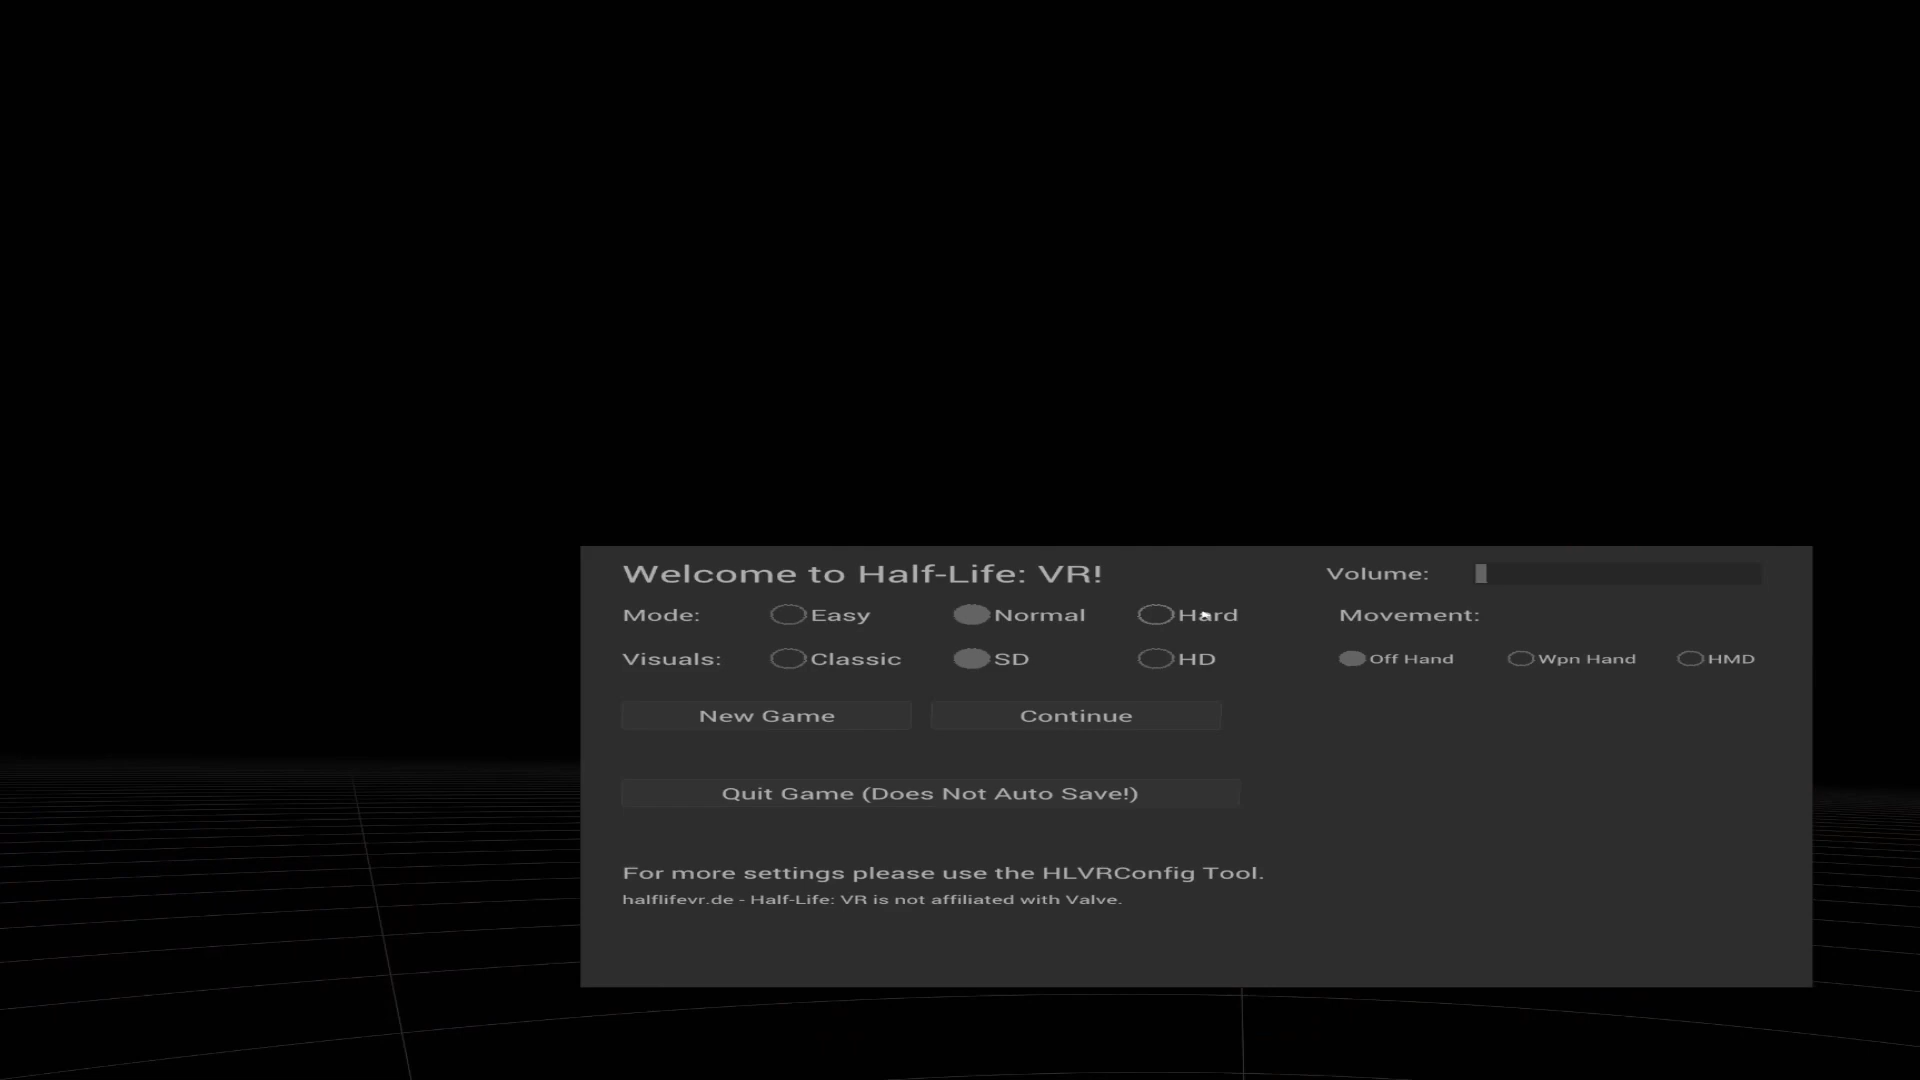 Welcome to Half-Life: VR! Volume:
Mode: Easy Normal Hard Movement:
Visuals: Classic SD HD Off Hand Wpn Hand HMD
New Game Continue
Quit Game (Does Not Auto Save!)
For more settings please use the HLVRConfig Tool.
halflifevr.de - Half-Life: VR is not affiliated with Valve.